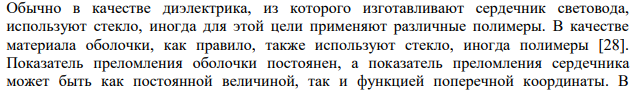 Обычно в качестве диэлектрика, из которого изготавливают сердечник световода,
используют стекло, иногда для этой цели применяют различные полимеры. В качестве
материала оболочки, как правило, также используют стекло, иногда полимеры [28].
Показатель преломления оболочки постоянен, а показатель преломления сердечника
может быть как постоянной величиной, так и функцией поперечной координаты. В